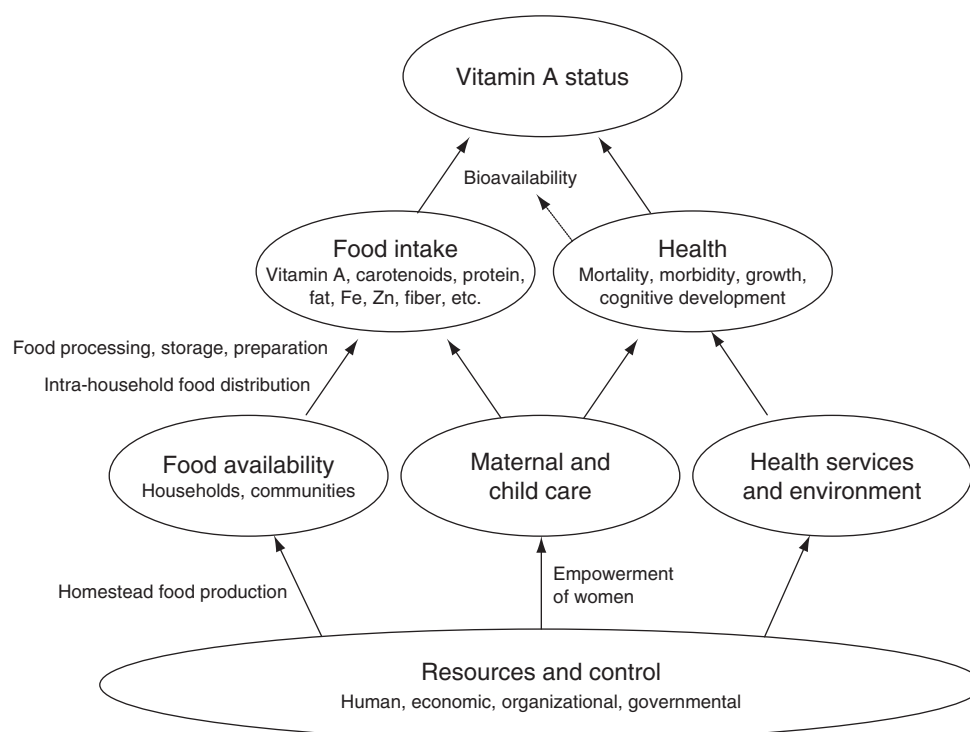 Vitamin A status
Bioavailability
Food intake
Vitamin A, carotenoids, protein,
fat, Fe, Zn, fiber, etc.
Health
Mortality, morbidity, growth,
cognitive development
Food processing, storage, preparation
Intra-household food distribution
Food availability
Households, communities
Maternal and
child care
Health services
and environment
Homestead food production
Empowerment
of women
Resources and control
Human, economic, organizational, governmental